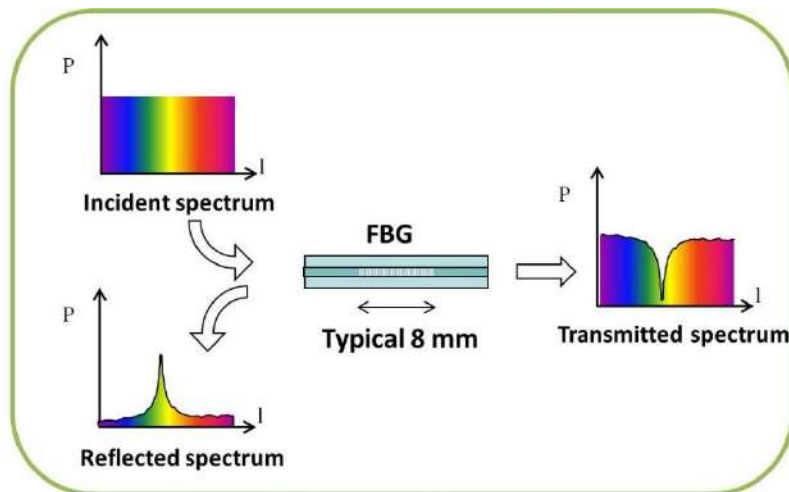 P
l
Incident spectrum
FBG
Typical 8 mm
P
l
Transmitted spectrum
P
l
Reflected spectrum